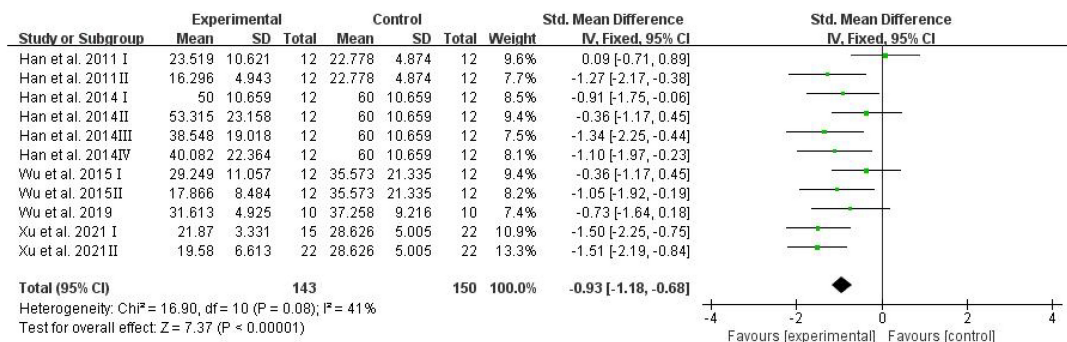 Experimental Control Std. Mean Difference Std. Mean Difference
Study or Subgroup Mean SD Total Mean SD Total Weight IV, Fixed, 95% CI IV, Fixed, 95% CI
Han et al. 2011 I 23.519 10.621 12 22.778 4.874 12 9.6% 0.09 [-0.71, 0.89]
Han et al. 2011II 16.296 4.943 12 22.778 4.874 12 7.7% -1.27 [-2.17, -0.38]
Han et al. 2014 I 50 10.659 12 60 10.659 12 8.5% -0.91 [-1.75, -0.06]
Han et al. 2014II 53.315 23.158 12 60 10.659 12 9.4% -0.36 [-1.17, 0.45]
Han et al. 2014III 38.548 19.018 12 60 10.659 12 7.5% -1.34 [-2.25, -0.44]
Han et al. 2014IV 40.082 22.364 12 60 10.659 12 8.1% -1.10 [-1.97, -0.23]
Wu et al. 2015 I 29.249 11.057 12 35.573 21.335 12 9.4% -0.36 [-1.17, 0.45]
Wu et al. 2015II 17.866 8.484 12 35.573 21.335 12 8.2% -1.05 [-1.92, -0.19]
Wu et al. 2019 31.613 4.925 10 37.258 9.216 10 7.4% -0.73 [-1.64, 0.18]
Xu et al. 2021 I 21.87 3.331 15 28.626 5.005 22 10.9% -1.50 [-2.25, -0.75]
Xu et al. 2021II 19.58 6.613 22 28.626 5.005 22 13.3% -1.51 [-2.19, -0.84]
Total (95% CI) 143 150 100.0% -0.93 [-1.18, -0.68]
Heterogeneity: Chi² = 16.90, df = 10 (P = 0.08); I² = 41%
Test for overall effect: Z = 7.37 (P < 0.00001)
-4 -2 0 2 4
Favours [experimental] Favours [control]